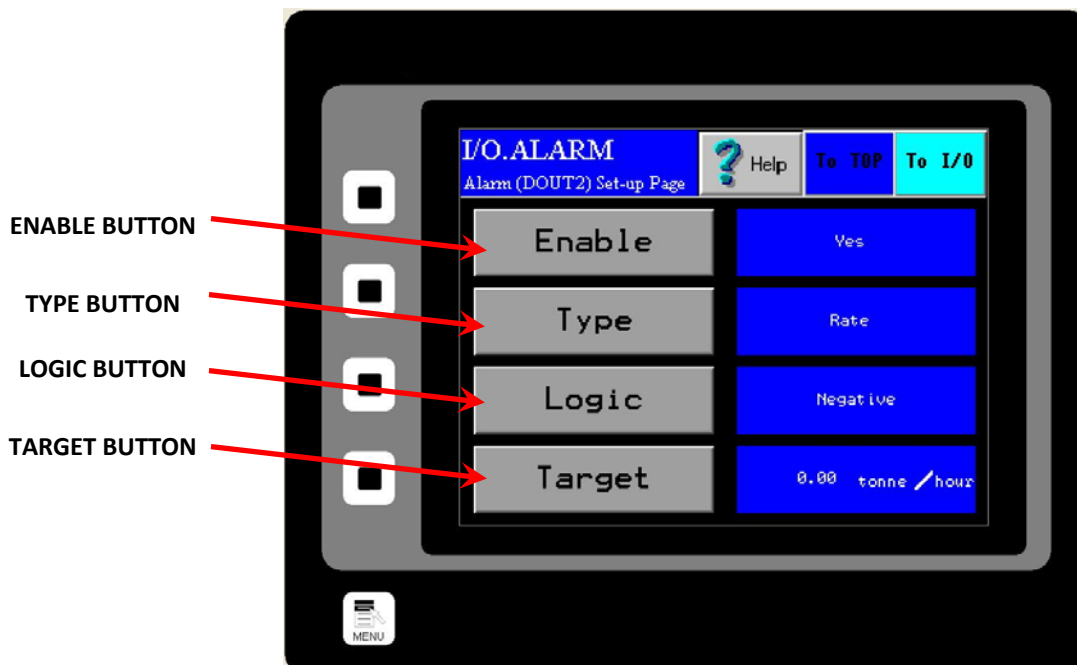 I/O.ALARM
Alarm (DOUT2) Set-up Page
? Help
To TOP
To I/O
ENABLE BUTTON
Enable
Yes
TYPE BUTTON
Type
Rate
LOGIC BUTTON
Logic
Negative
TARGET BUTTON
Target
0.00 tonne/hour
MENU